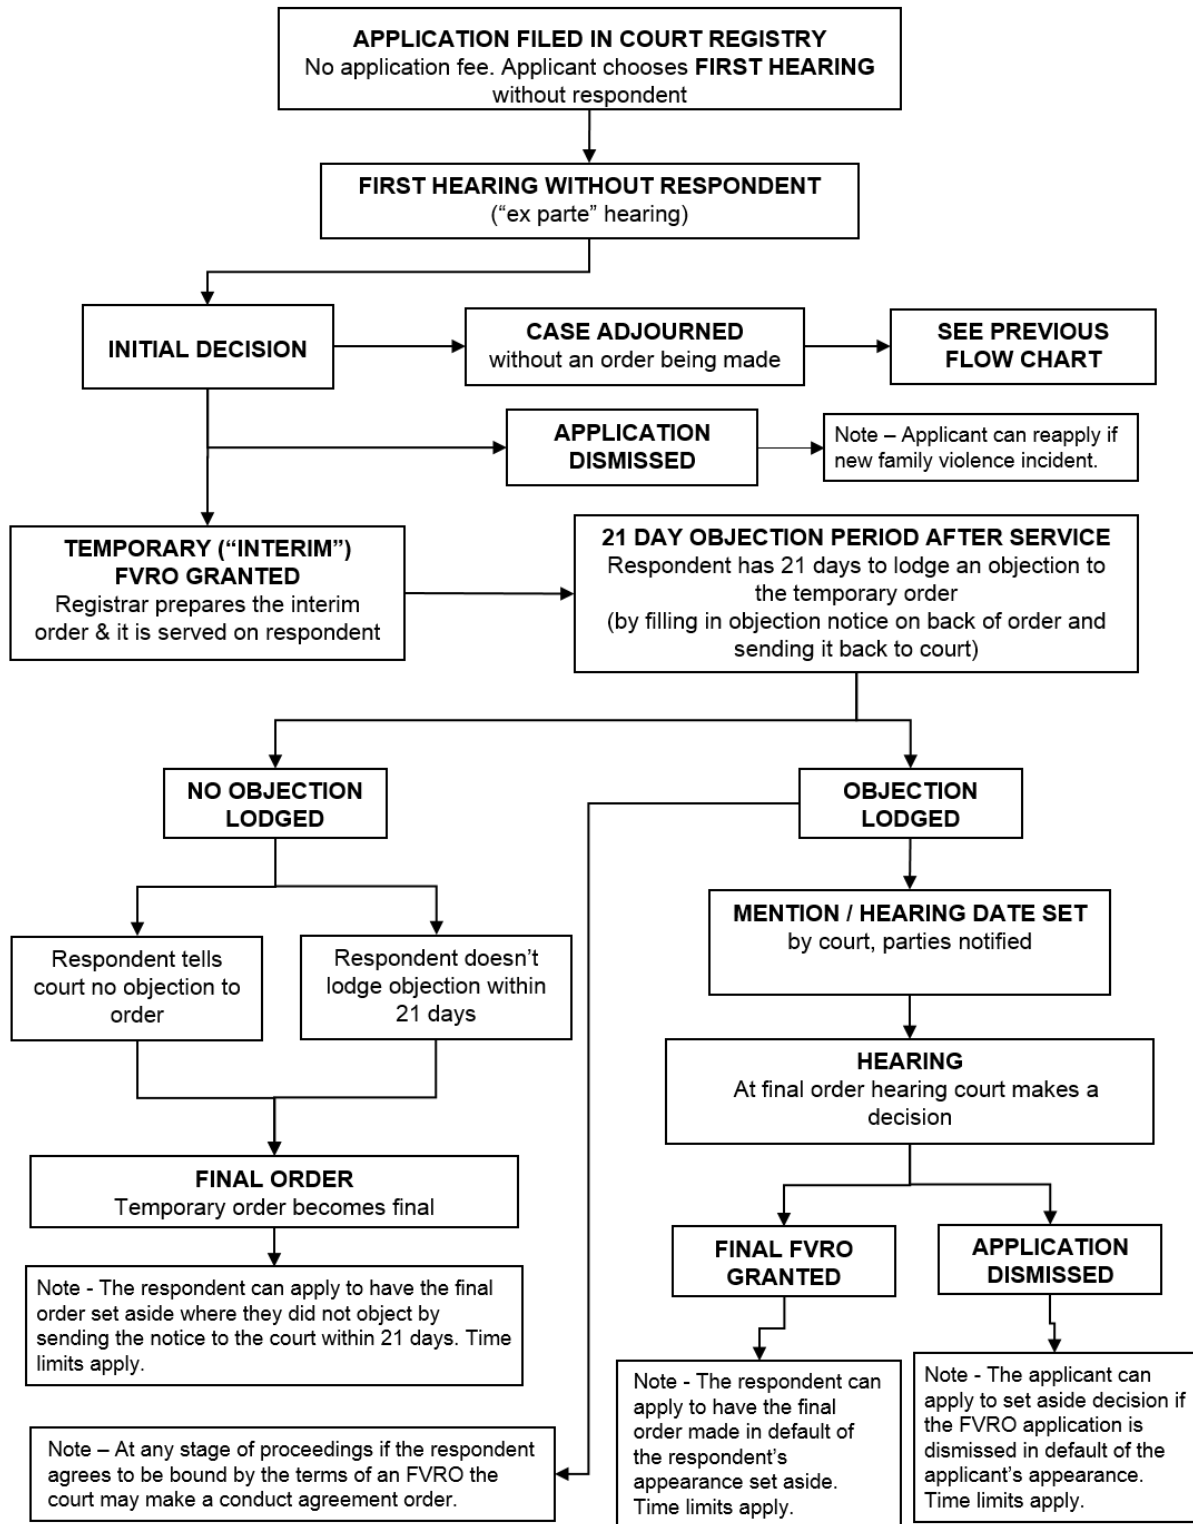 APPLICATION FILED IN COURT REGISTRY
No application fee. Applicant chooses FIRST HEARING
without respondent
FIRST HEARING WITHOUT RESPONDENT
(“ex parte” hearing)
INITIAL DECISION
CASE ADJOURNED
without an order being made
SEE PREVIOUS
FLOW CHART
APPLICATION
DISMISSED
Note – Applicant can reapply if
new family violence incident.
TEMPORARY (“INTERIM”)
FVRO GRANTED
Registrar prepares the interim
order & it is served on respondent
21 DAY OBJECTION PERIOD AFTER SERVICE
Respondent has 21 days to lodge an objection to
the temporary order
(by filling in objection notice on back of order and
sending it back to court)
NO OBJECTION
LODGED
OBJECTION
LODGED
Respondent tells
court no objection to
order
Respondent doesn’t
lodge objection within
21 days
MENTION / HEARING DATE SET
by court, parties notified
HEARING
At final order hearing court makes a
decision
FINAL ORDER
Temporary order becomes final
Note - The respondent can apply to have the final
order set aside where they did not object by
sending the notice to the court within 21 days. Time
limits apply.
FINAL FVRO
GRANTED
APPLICATION
DISMISSED
Note - The respondent can
apply to have the final
order made in default of
the respondent’s
appearance set aside.
Time limits apply.
Note - The applicant can
apply to set aside decision if
the FVRO application is
dismissed in default of the
applicant’s appearance.
Time limits apply.
Note – At any stage of proceedings if the respondent
agrees to be bound by the terms of an FVRO the
court may make a conduct agreement order.